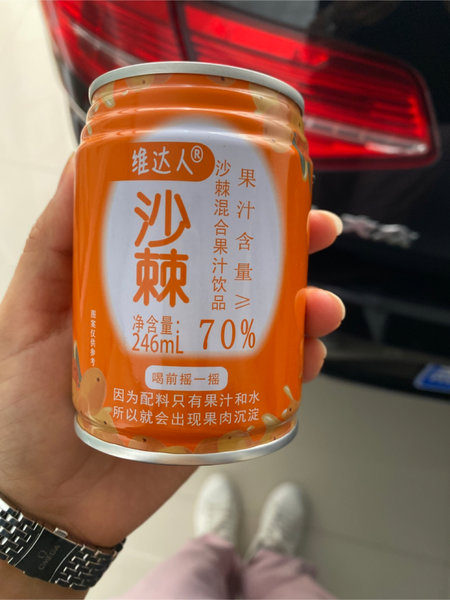 维达人®
沙棘
果汁含量≥
沙棘混合果汁饮品
70%
净含量:
246mL
图案仅供参考
喝前摇一摇
因为配料只有果汁和水
所以就会出现果肉沉淀
OMEGA